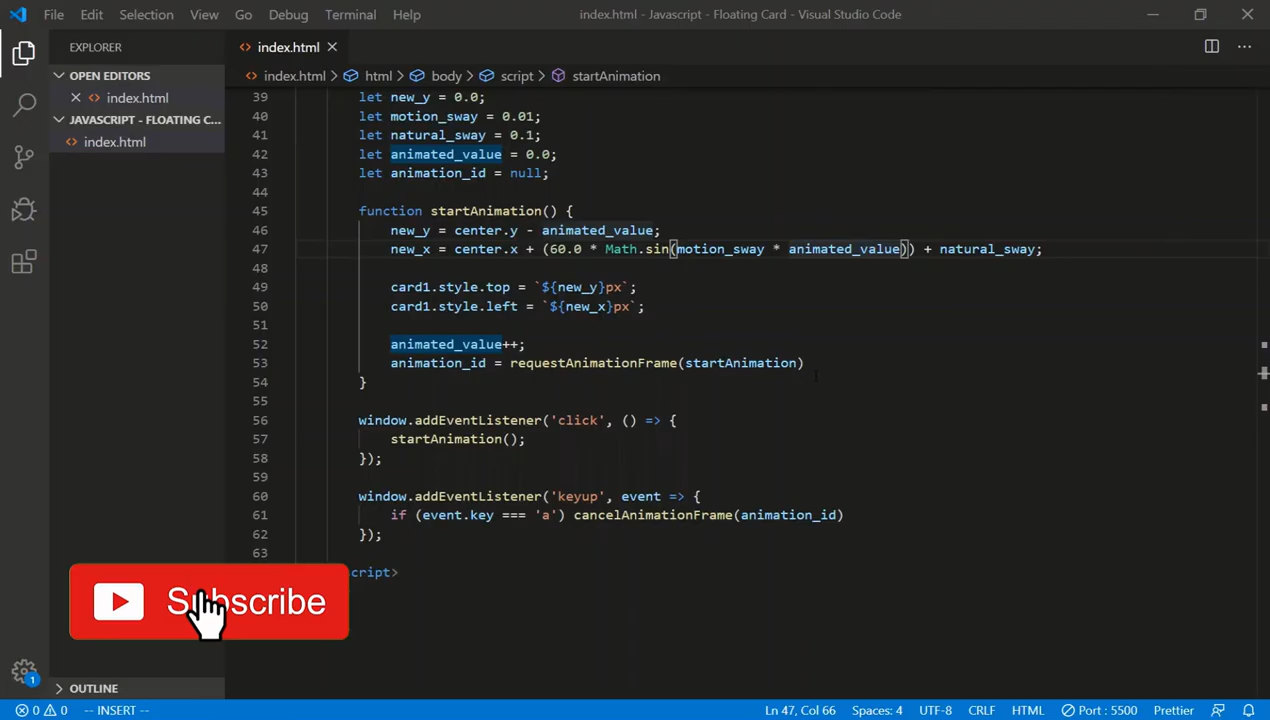 File Edit Selection View Go Debug Terminal Help index.html - Javascript - Floating Card - Visual Studio Code
EXPLORER
OPEN EDITORS
index.html
JAVASCRIPT - FLOATING C...
index.html
OUTLINE
index.html
index.html html body script startAnimation
39 let new_y = 0.0;
40 let motion_sway = 0.01;
41 let natural_sway = 0.1;
42 let animated_value = 0.0;
43 let animation_id = null;
44
45 function startAnimation() {
46 new_y = center.y - animated_value;
47 new_x = center.x + (60.0 * Math.sin(motion_sway * animated_value)) + natural_sway;
48
49 card1.style.top = `${new_y}px`;
50 card1.style.left = `${new_x}px`;
51
52 animated_value++;
53 animation_id = requestAnimationFrame(startAnimation)
54 }
55
56 window.addEventListener('click', () => {
57 startAnimation();
58 });
59
60 window.addEventListener('keyup', event => {
61 if (event.key === 'a') cancelAnimationFrame(animation_id)
62 });
63
cript>
Subscribe
1
0 0 -- INSERT -- Ln 47, Col 66 Spaces: 4 UTF-8 CRLF HTML Port : 5500 Prettier